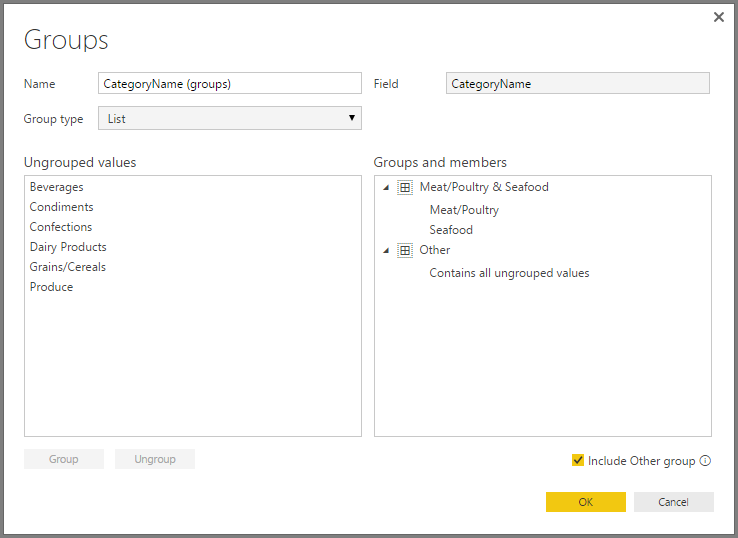 Groups
Name CategoryName (groups) Field CategoryName
Group type List
Ungrouped values
Beverages
Condiments
Confections
Dairy Products
Grains/Cereals
Produce
Groups and members
Meat/Poultry & Seafood
Meat/Poultry
Seafood
Other
Contains all ungrouped values
Group Ungroup
Include Other group
OK Cancel